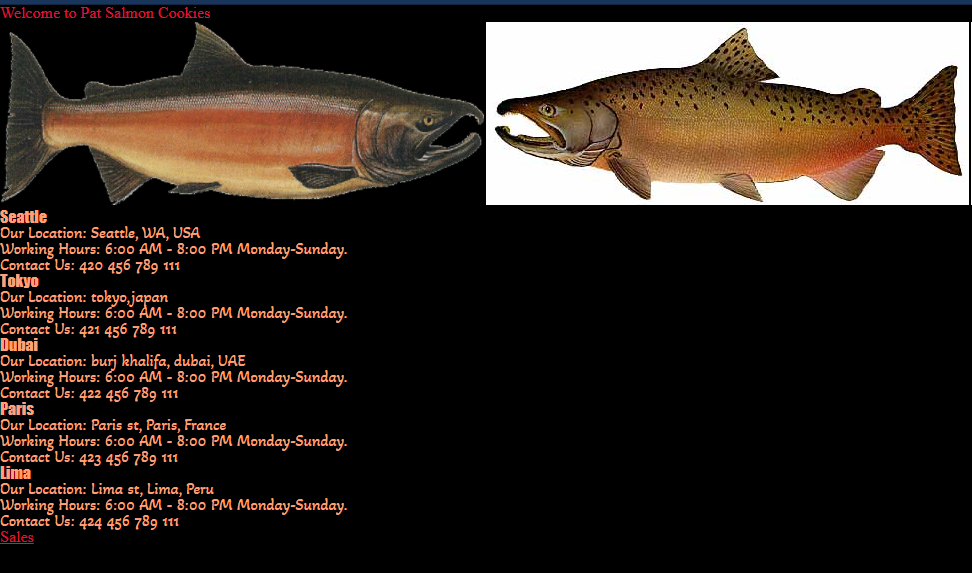 Welcome to Pat Salmon Cookies
Seattle
Our Location: Seattle, WA, USA
Working Hours: 6:00 AM - 8:00 PM Monday-Sunday.
Contact Us: 420 456 789 111
Tokyo
Our Location: tokyo,japan
Working Hours: 6:00 AM - 8:00 PM Monday-Sunday.
Contact Us: 421 456 789 111
Dubai
Our Location: burj khalifa, dubai, UAE
Working Hours: 6:00 AM - 8:00 PM Monday-Sunday.
Contact Us: 422 456 789 111
Paris
Our Location: Paris st, Paris, France
Working Hours: 6:00 AM - 8:00 PM Monday-Sunday.
Contact Us: 423 456 789 111
Lima
Our Location: Lima st, Lima, Peru
Working Hours: 6:00 AM - 8:00 PM Monday-Sunday.
Contact Us: 424 456 789 111
Sales